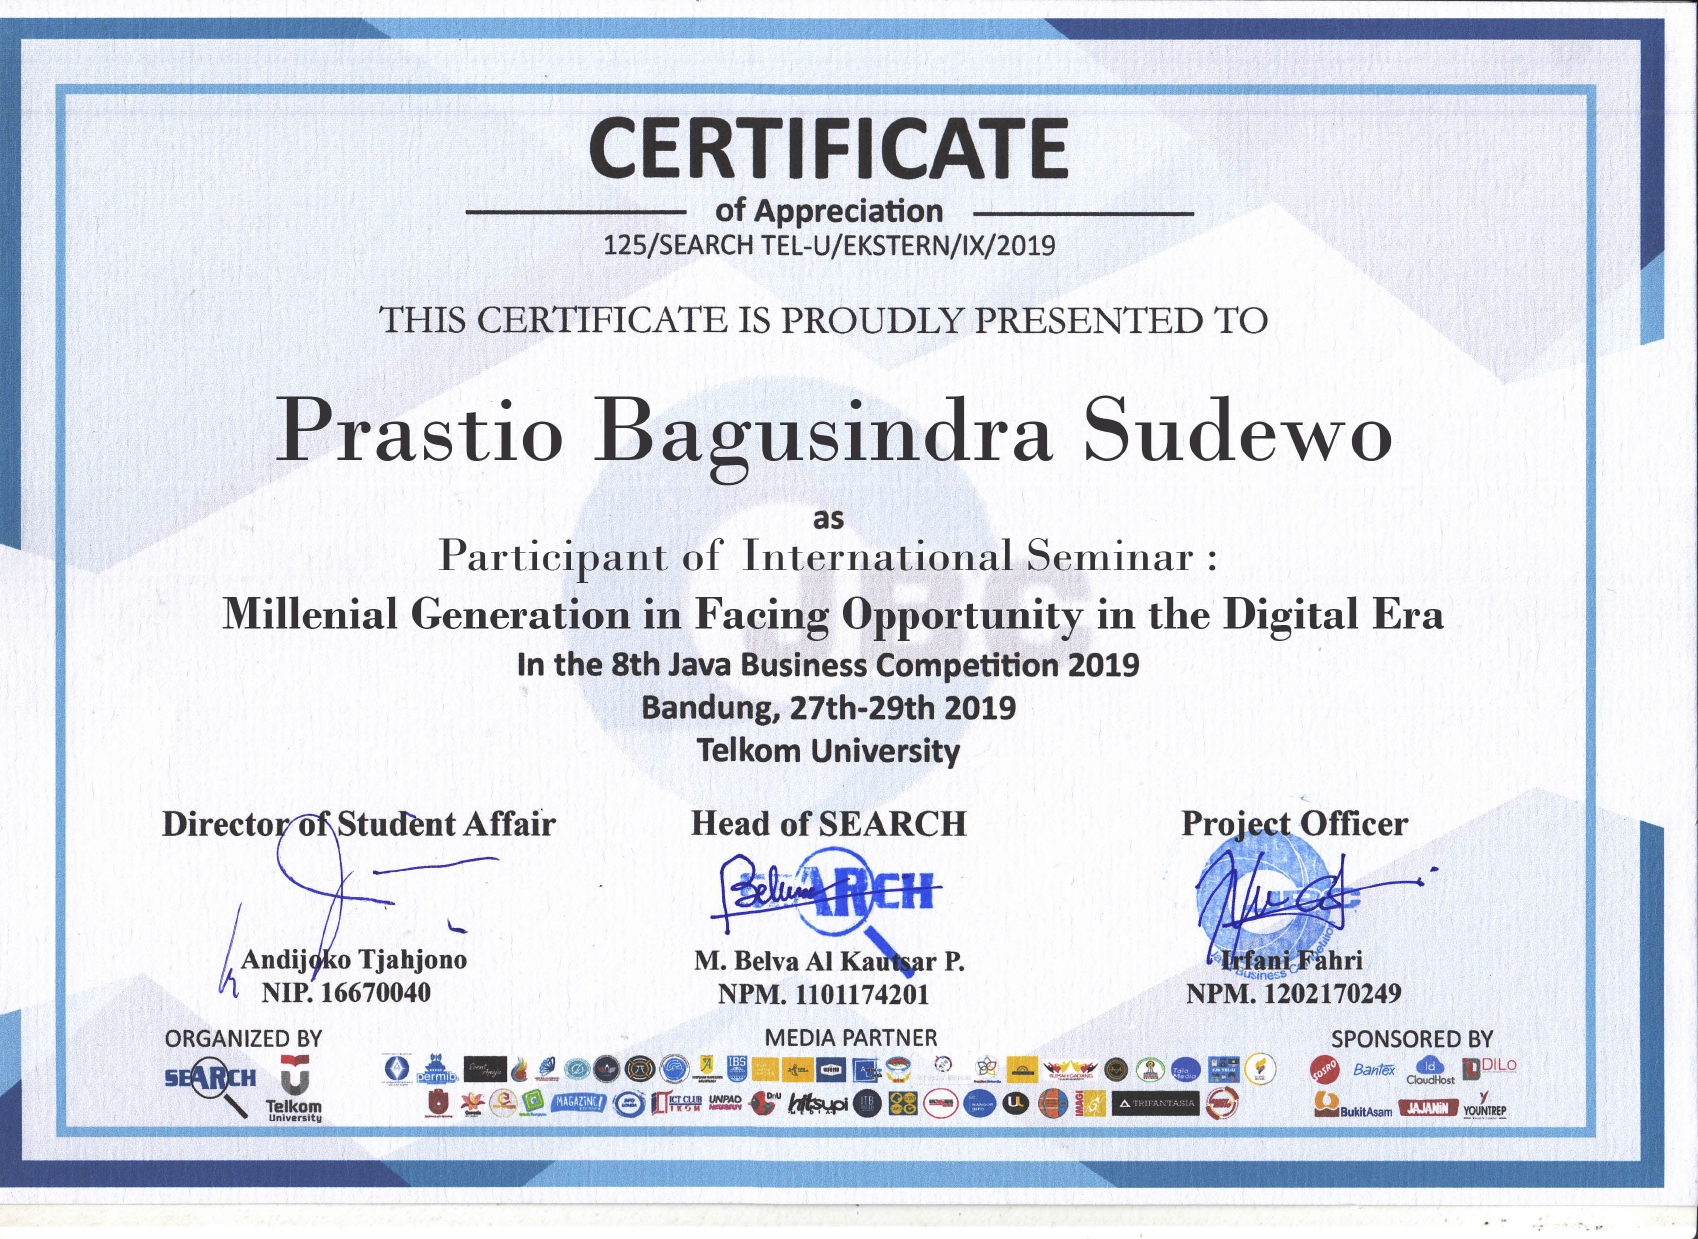 CERTIFICATE
of Appreciation
125/SEARCH TEL-U/EKSTERN/IX/2019
THIS CERTIFICATE IS PROUDLY PRESENTED TO
Prastio Bagusindra Sudewo
as
Participant of International Seminar :
Millenial Generation in Facing Opportunity in the Digital Era
In the 8th Java Business Competition 2019
Bandung, 27th-29th 2019
Telkom University
Director of Student Affair
Andijoko Tjahjono
NIP. 16670040
Head of SEARCH
SEARCH
M. Belva Al Kautsar P.
NPM. 1101174201
Project Officer
Irfani Fahri
NPM. 1202170249
ORGANIZED BY
SEARCH
Telkom
University
MEDIA PARTNER
permib
IBS
MAGAZINE!
ICT CLUB
UNPAD
hitsupi
ITB
TRIFANTASIA
SPONSORED BY
SOSRO
Bantex
Id
CloudHost
DILo
BukitAsam
JAJANiN
YOUNTREP